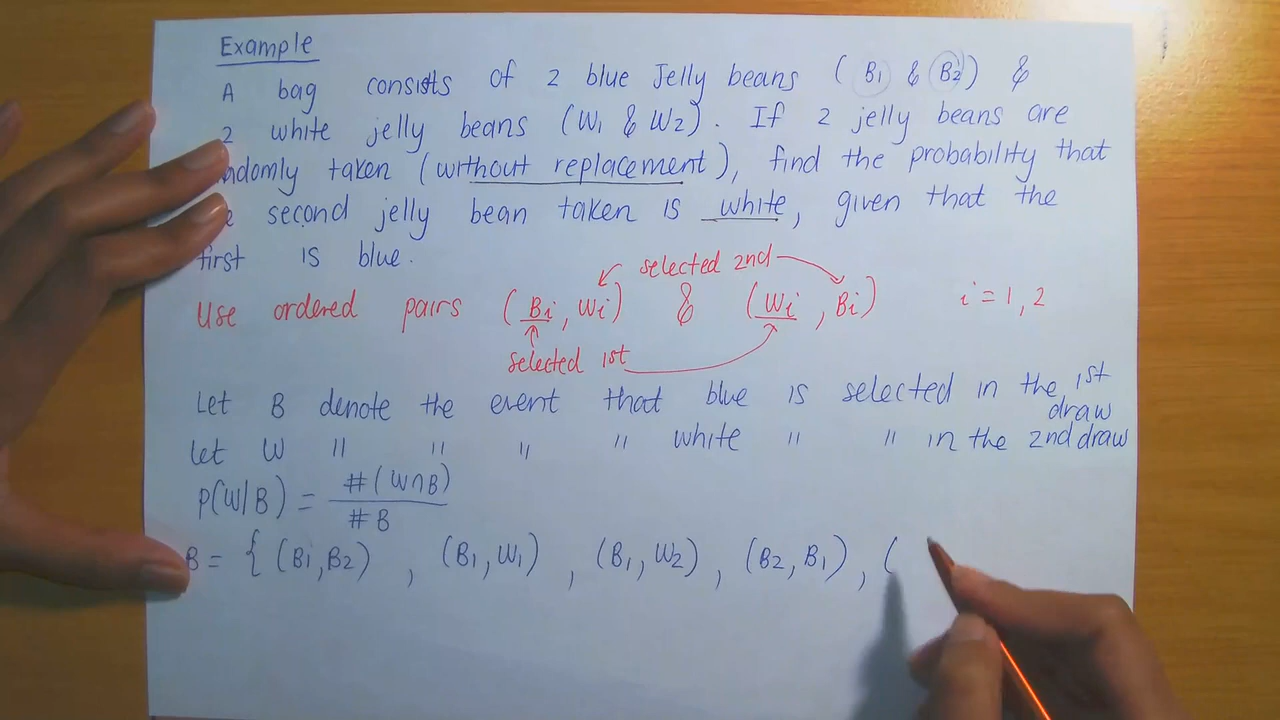 Example
A bag consists of 2 blue Jelly beans ( B1 & B2 ) &
2 white jelly beans (W1 & W2). If 2 jelly beans are
taken (without replacement), find the probability that
second jelly bean taken is white, given that the
first is blue.
selected 2nd
Use ordered pairs (Bi, Wi) & (Wi, Bi) i = 1, 2
selected 1st
Let B denote the event that blue is selected in the 1st draw
Let W " " " " white " " in the 2nd draw
P(W|B) = #(W∩B) / #B
B = { (B1, B2) , (B1, W1) , (B1, W2) , (B2, B1) , (